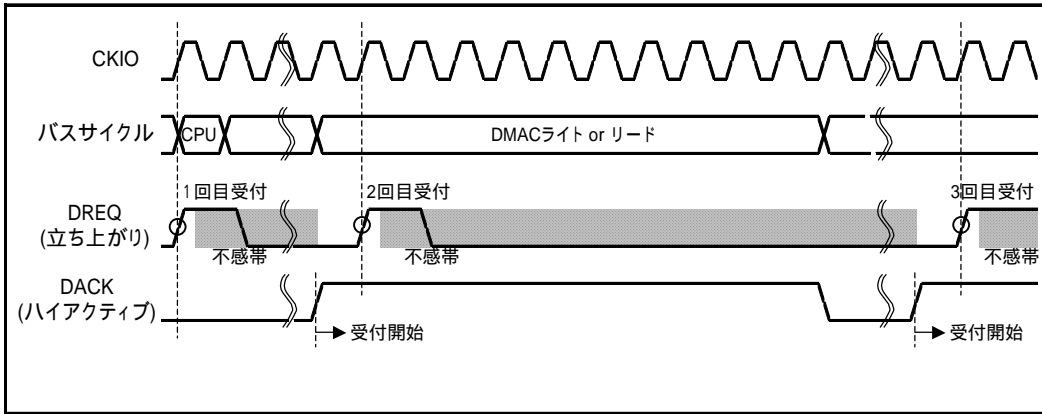 CKIO
バスサイクル
CPU
DMACライト or リード
1回目受付
2回目受付
3回目受付
DREQ
(立ち上がり)
不感帯
不感帯
不感帯
DACK
(ハイアクティブ)
受付開始
受付開始